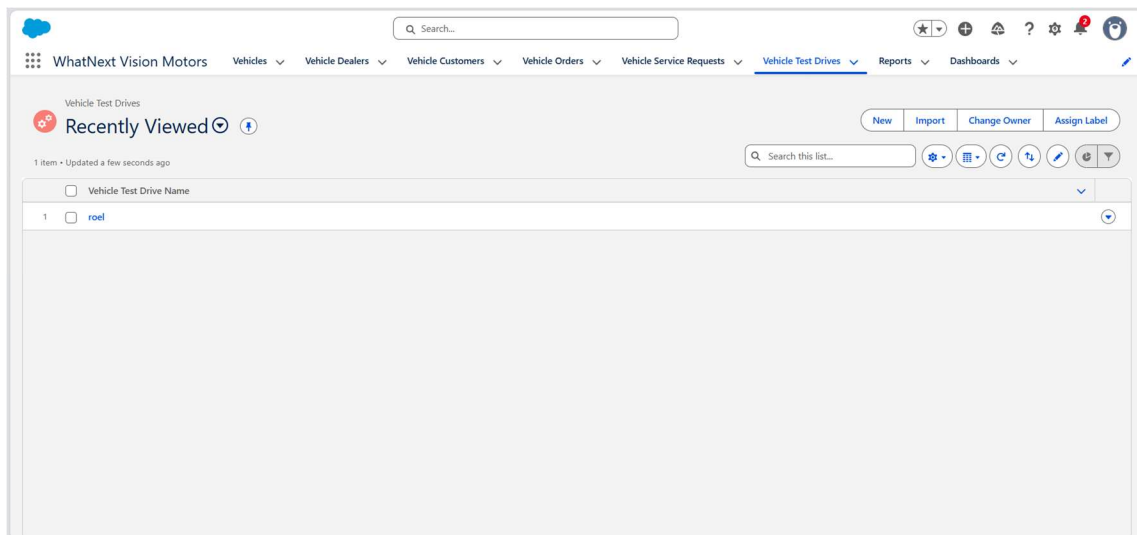 Search...
2
WhatNext Vision Motors Vehicles Vehicle Dealers Vehicle Customers Vehicle Orders Vehicle Service Requests Vehicle Test Drives Reports Dashboards
Vehicle Test Drives
Recently Viewed
New Import Change Owner Assign Label
1 item • Updated a few seconds ago
Search this list...
Vehicle Test Drive Name
1 roel